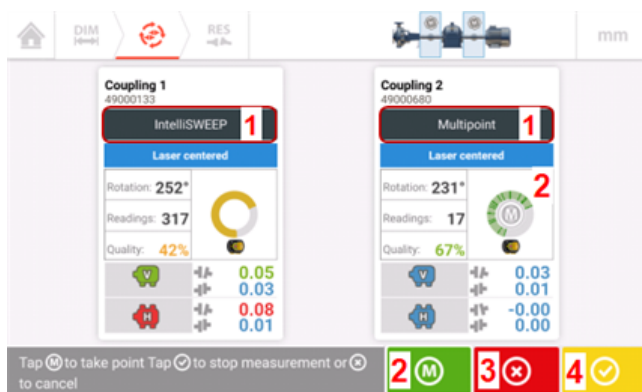 DIM
RES
mm
Coupling 1
49000133
IntelliSWEEP 1
Laser centered
Rotation: 252°
Readings: 317
Quality: 42%
V 0.05
0.03
H 0.08
0.01
Coupling 2
49000680
Multipoint 1
Laser centered
2
Rotation: 231°
Readings: 17
M
Quality: 67%
V 0.03
0.01
H -0.00
0.00
Tap M to take point Tap to stop measurement or
to cancel
2 M
3
4